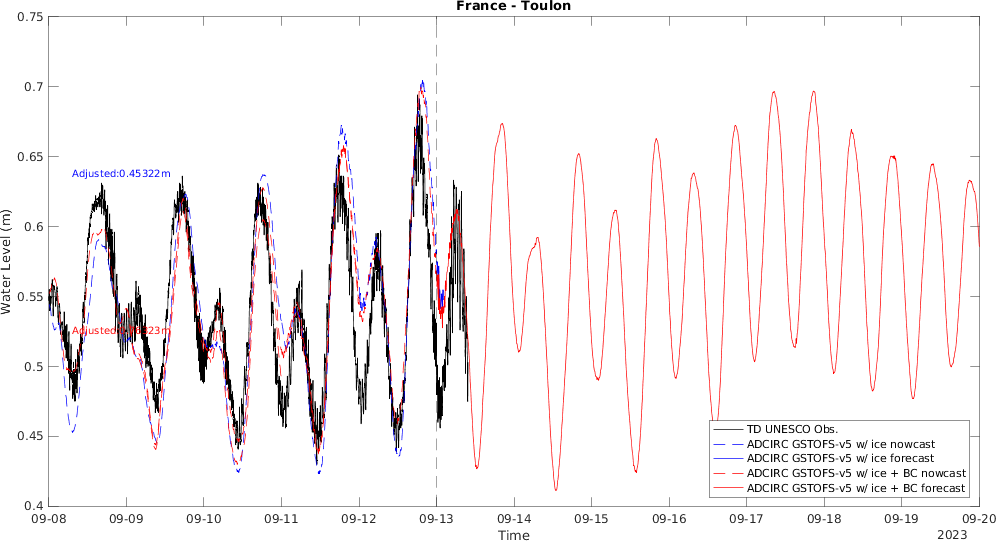 France - Toulon
0.75
0.7
0.65
0.6
0.55
0.5
0.45
0.4
Water Level (m)
Adjusted:0.45322m
09-08
09-09
09-10
09-11
09-12
09-13
09-14
09-15
09-16
09-17
09-18
09-19
09-20
Time
2023
TD UNESCO Obs.
ADCIRC GSTOFS-v5 w/ ice nowcast
ADCIRC GSTOFS-v5 w/ ice forecast
ADCIRC GSTOFS-v5 w/ ice + BC nowcast
ADCIRC GSTOFS-v5 w/ ice + BC forecast